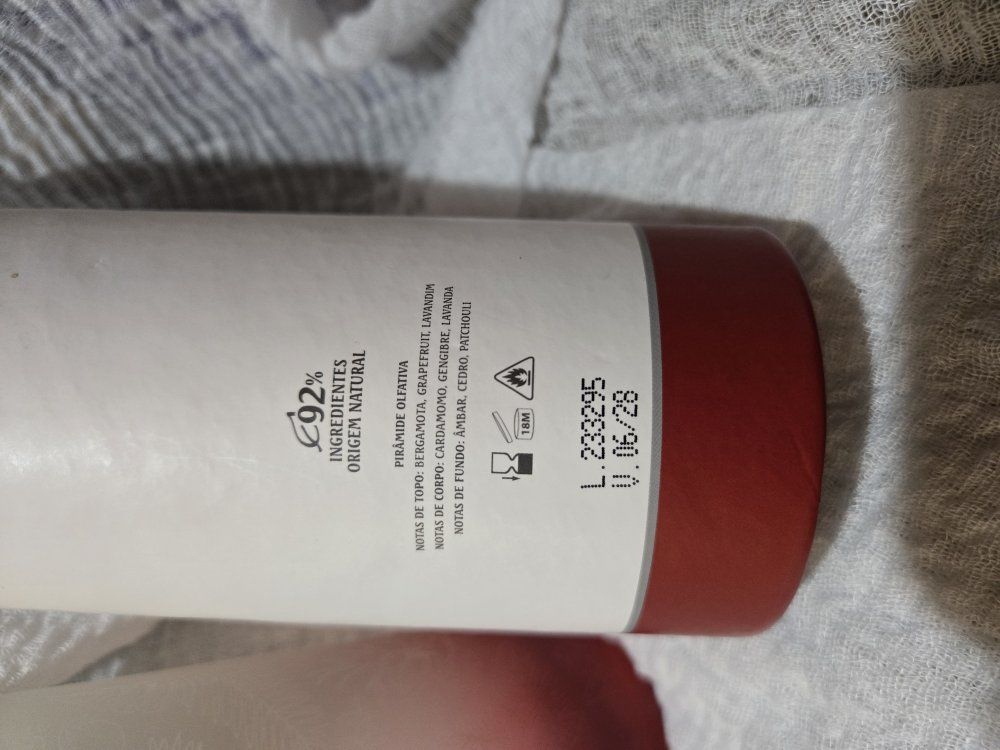 92%
INGREDIENTES
ORIGEM NATURAL
PIRÂMIDE OLFATIVA
NOTAS DE TOPO: BERGAMOTA, GRAPEFRUIT, LAVANDIM
NOTAS DE CORPO: CARDAMOMO, GENGIBRE, LAVANDA
NOTAS DE FUNDO: ÂMBAR, CEDRO, PATCHOULI
18M
L.233295
V.06/28